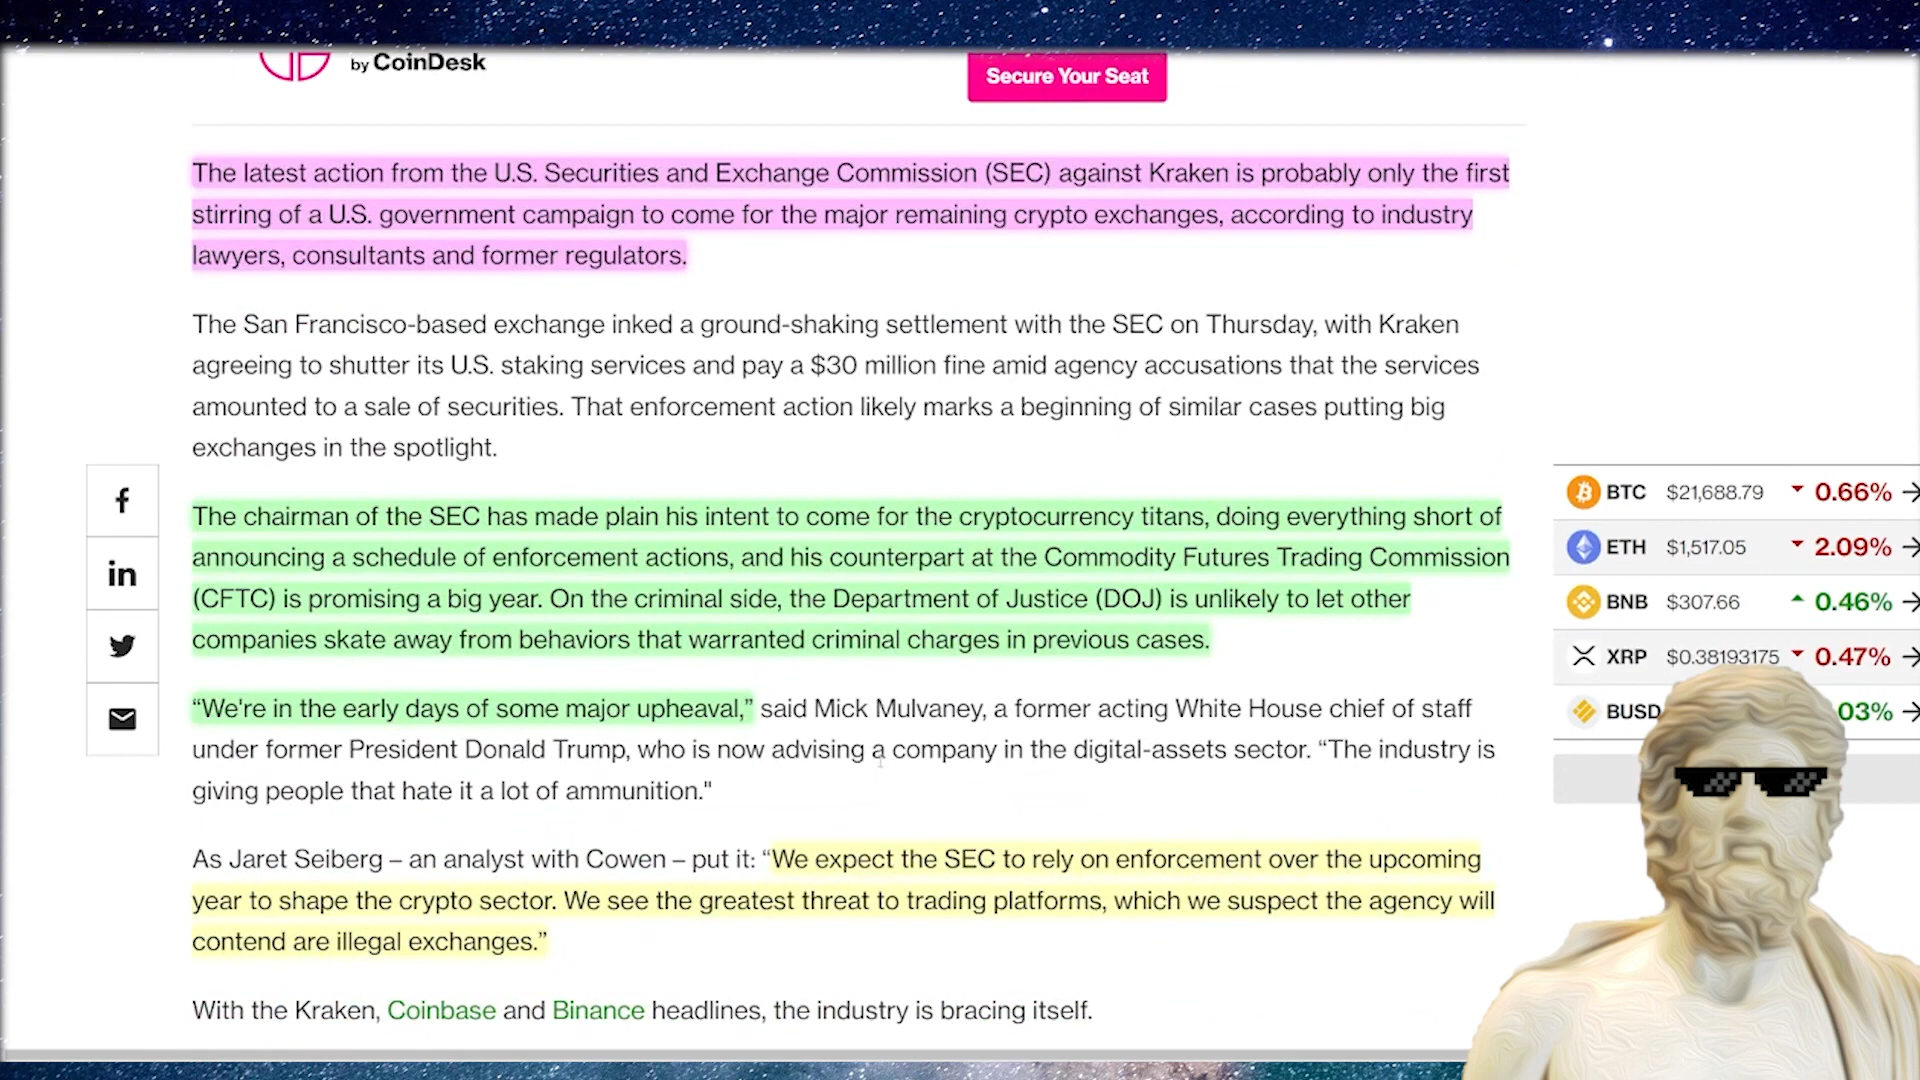 by CoinDesk
Secure Your Seat
The latest action from the U.S. Securities and Exchange Commission (SEC) against Kraken is probably only the first
stirring of a U.S. government campaign to come for the major remaining crypto exchanges, according to industry
lawyers, consultants and former regulators.
The San Francisco-based exchange inked a ground-shaking settlement with the SEC on Thursday, with Kraken
agreeing to shutter its U.S. staking services and pay a $30 million fine amid agency accusations that the services
amounted to a sale of securities. That enforcement action likely marks a beginning of similar cases putting big
exchanges in the spotlight.
The chairman of the SEC has made plain his intent to come for the cryptocurrency titans, doing everything short of
announcing a schedule of enforcement actions, and his counterpart at the Commodity Futures Trading Commission
(CFTC) is promising a big year. On the criminal side, the Department of Justice (DOJ) is unlikely to let other
companies skate away from behaviors that warranted criminal charges in previous cases.
“We're in the early days of some major upheaval,” said Mick Mulvaney, a former acting White House chief of staff
under former President Donald Trump, who is now advising a company in the digital-assets sector. “The industry is
giving people that hate it a lot of ammunition."
As Jaret Seiberg – an analyst with Cowen – put it: “We expect the SEC to rely on enforcement over the upcoming
year to shape the crypto sector. We see the greatest threat to trading platforms, which we suspect the agency will
contend are illegal exchanges.”
With the Kraken, Coinbase and Binance headlines, the industry is bracing itself.
BTC $21,688.79 0.66%
ETH $1,517.05 2.09%
BNB $307.66 0.46%
XRP $0.38193175 0.47%
BUSD 03%